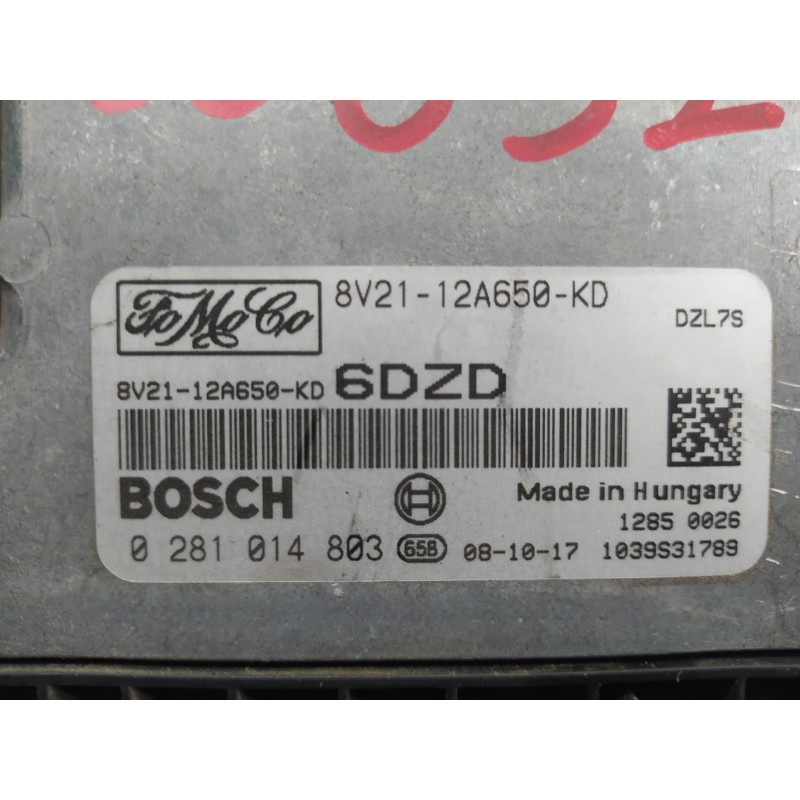 FoMoCo
8V21-12A650-KD
DZL7S
8V21-12A650-KD 6DZD
BOSCH
Made in Hungary
1285 0026
0 281 014 803 658 08-10-17 1039S31789